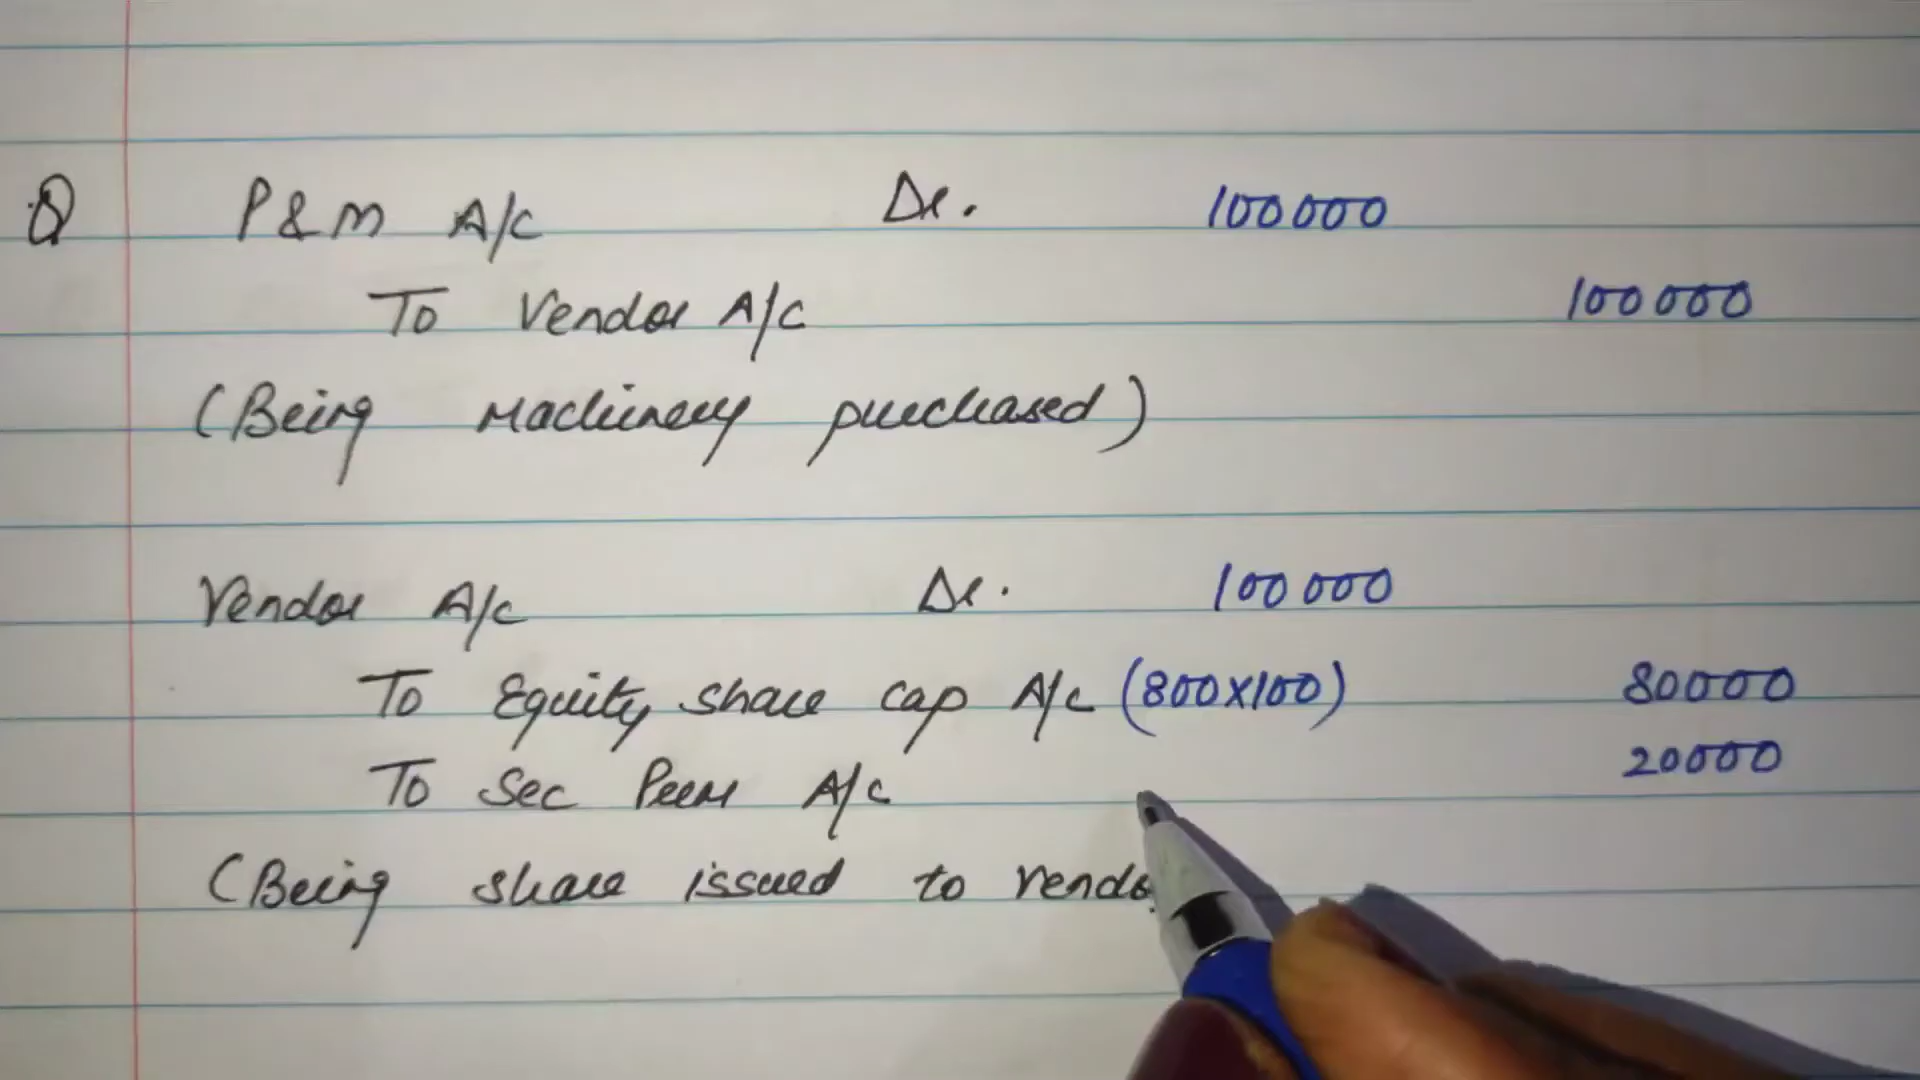 Q P & M A/C Dr. 100000
To Vendor A/C 100000
(Being Machinery purchased)
Vendor A/c Dr. 100000
To Equity share cap A/C (800x100) 80000
To Sec Prem A/C 20000
(Being share issued to vendo